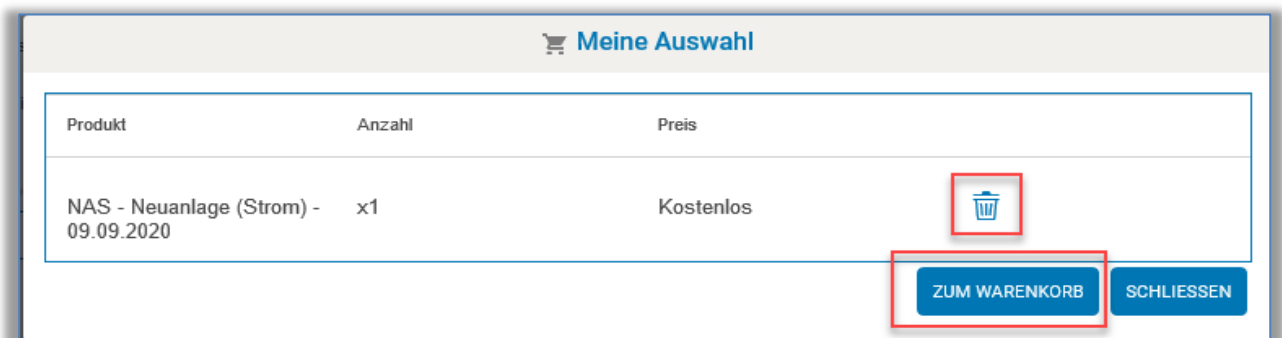 Meine Auswahl
Produkt Anzahl Preis
NAS - Neuanlage (Strom) - x1 Kostenlos
09.09.2020
ZUM WARENKORB SCHLIESSEN